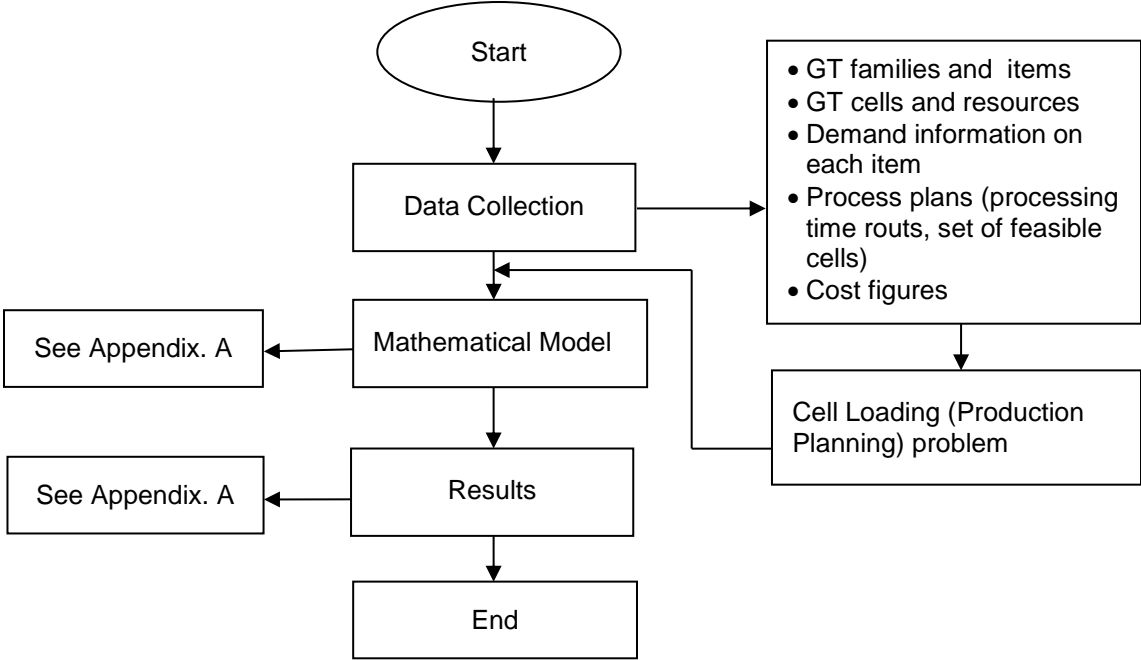 Start
• GT families and items
• GT cells and resources
• Demand information on
each item
• Process plans (processing
time routs, set of feasible
cells)
• Cost figures
Data Collection
See Appendix. A
Mathematical Model
Cell Loading (Production
Planning) problem
See Appendix. A
Results
End